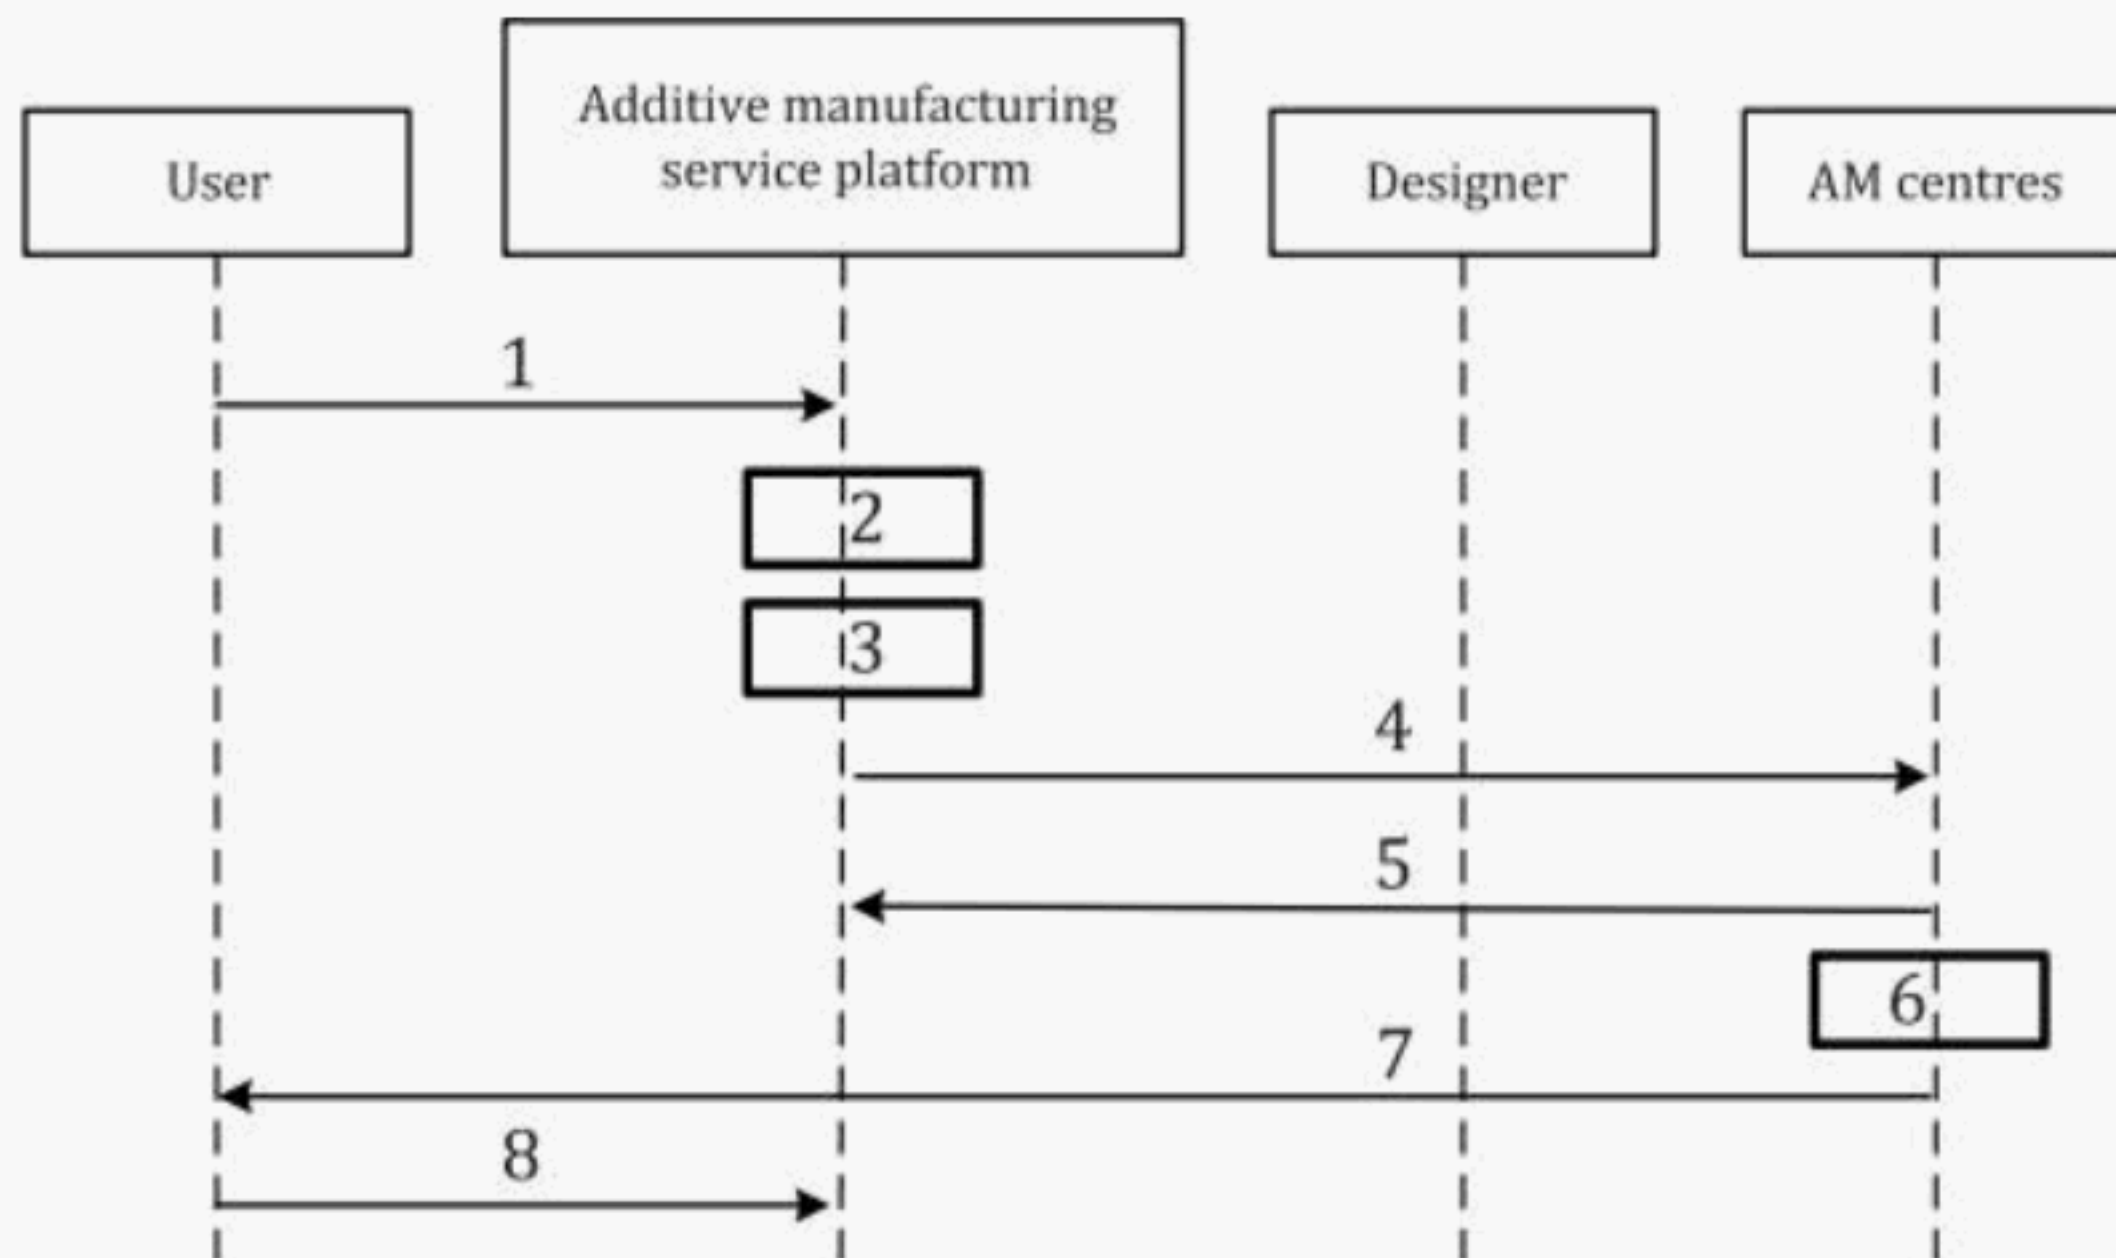 Additive manufacturing
service platform
User
Designer
AM centres
1
2
3
4
5
6
7
8